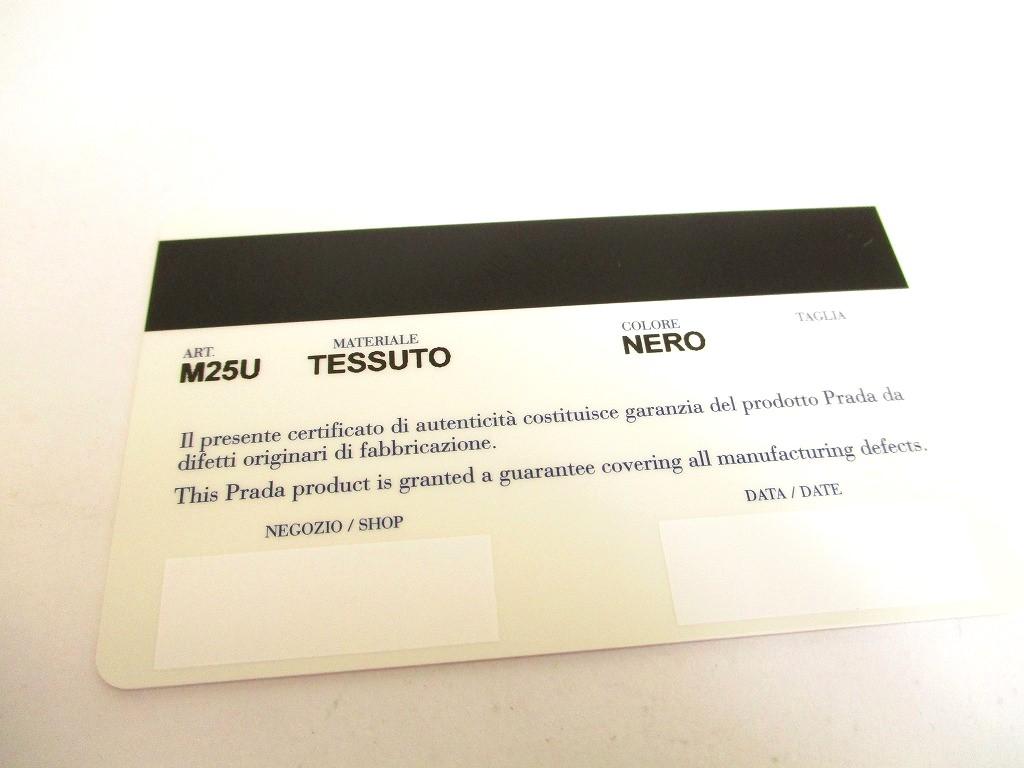 ART. MATERIALE COLORE TAGLIA
M25U TESSUTO NERO
Il presente certificato di autenticità costituisce garanzia del prodotto Prada da
difetti originari di fabbricazione.
This Prada product is granted a guarantee covering all manufacturing defects.
NEGOZIO / SHOP DATA / DATE